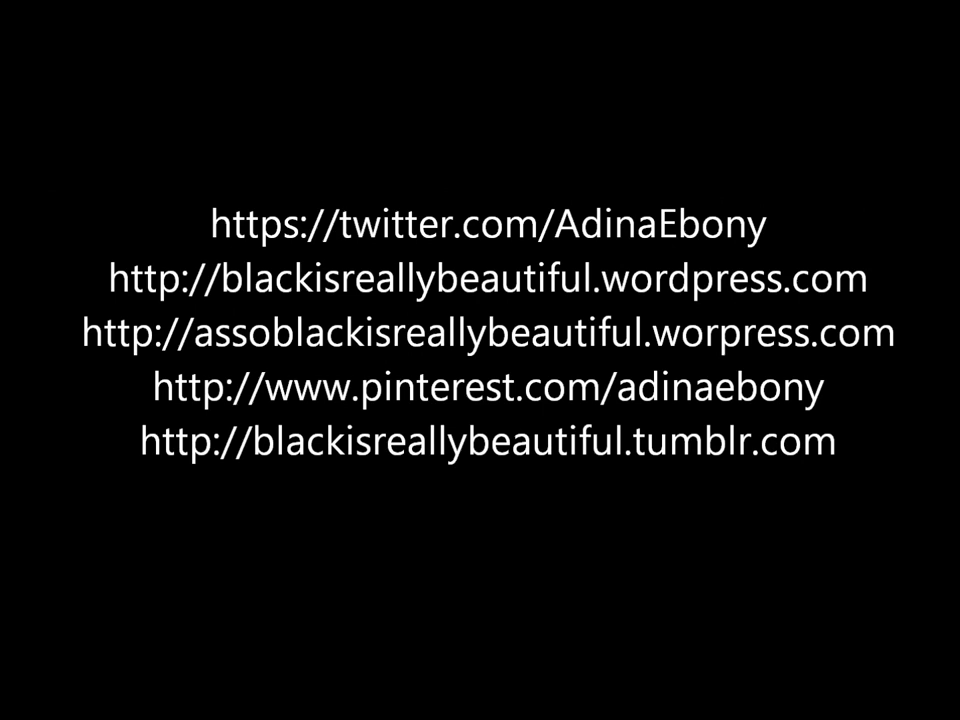 https://twitter.com/AdinaEbony
http://blackisreallybeautiful.wordpress.com
http://assoblackisreallybeautiful.worpress.com
http://www.pinterest.com/adinaebony
http://blackisreallybeautiful.tumblr.com